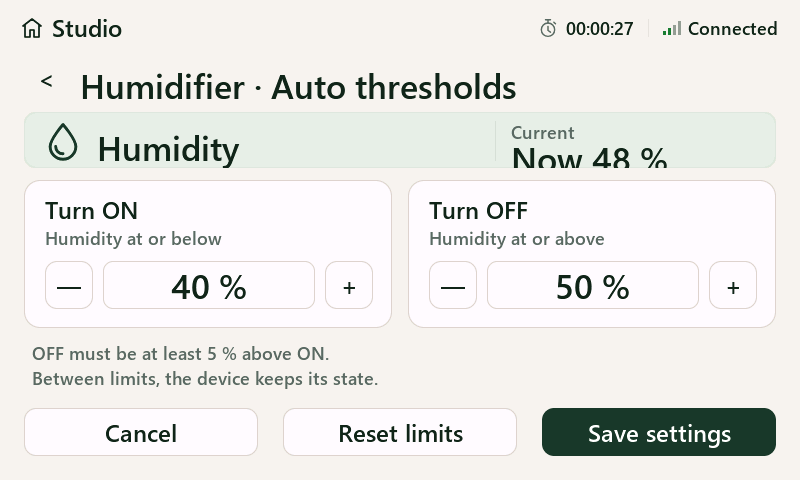 Studio
00:00:27
Connected
<
Humidifier · Auto thresholds
Humidity
Current
Now 48 %
Turn ON
Humidity at or below
— 40 % +
Turn OFF
Humidity at or above
— 50 % +
OFF must be at least 5 % above ON.
Between limits, the device keeps its state.
Cancel
Reset limits
Save settings